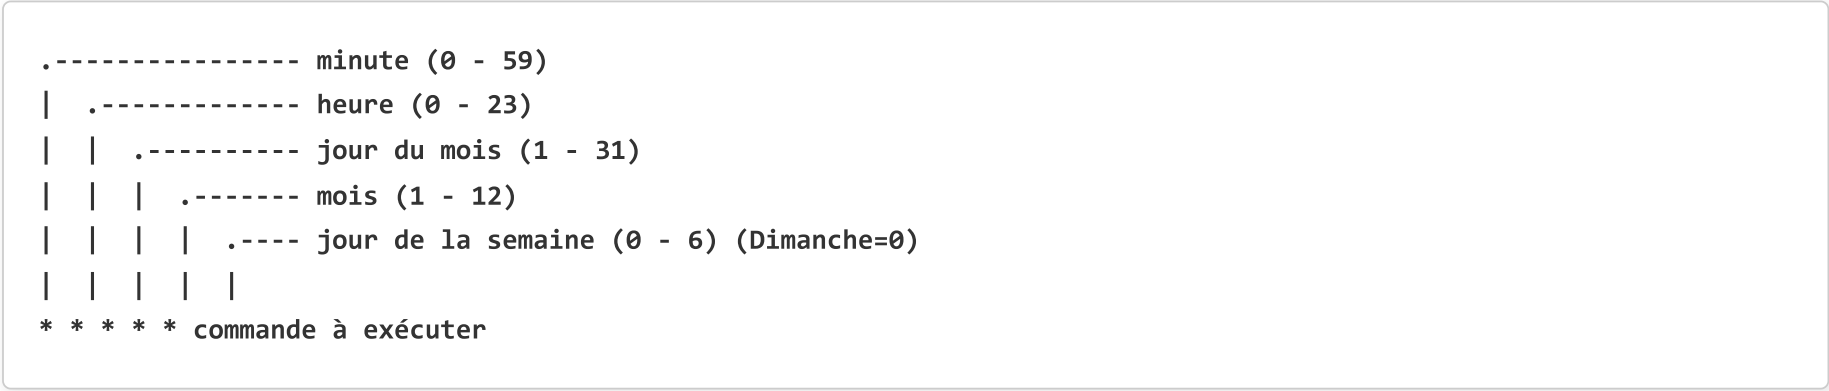 .---------------- minute (0 - 59)
|  .------------- heure (0 - 23)
|  |  .---------- jour du mois (1 - 31)
|  |  |  .------- mois (1 - 12)
|  |  |  |  .---- jour de la semaine (0 - 6) (Dimanche=0)
|  |  |  |  |
* * * * * commande à exécuter